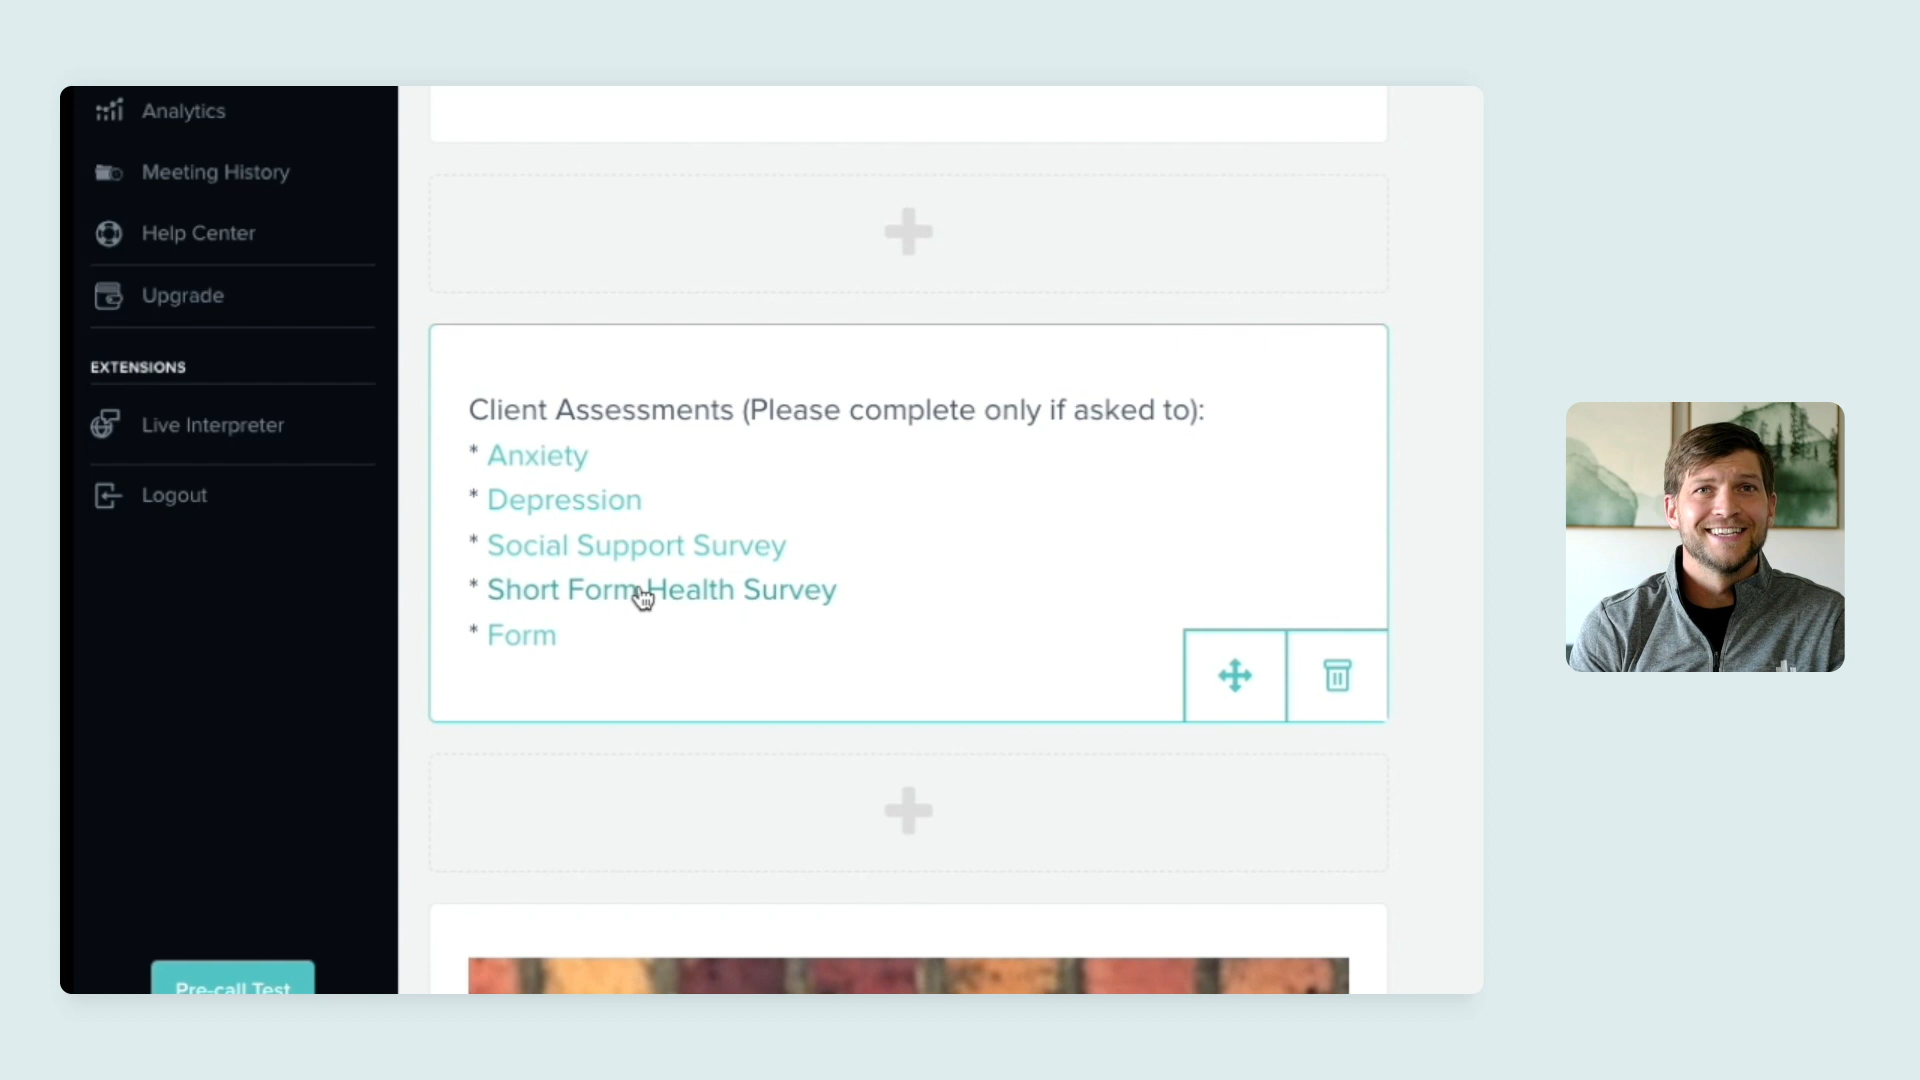 Analytics
Meeting History
Help Center
Upgrade
EXTENSIONS
Live Interpreter
Logout
Pre-call Test
Client Assessments (Please complete only if asked to):
* Anxiety
* Depression
* Social Support Survey
* Short Form Health Survey
* Form